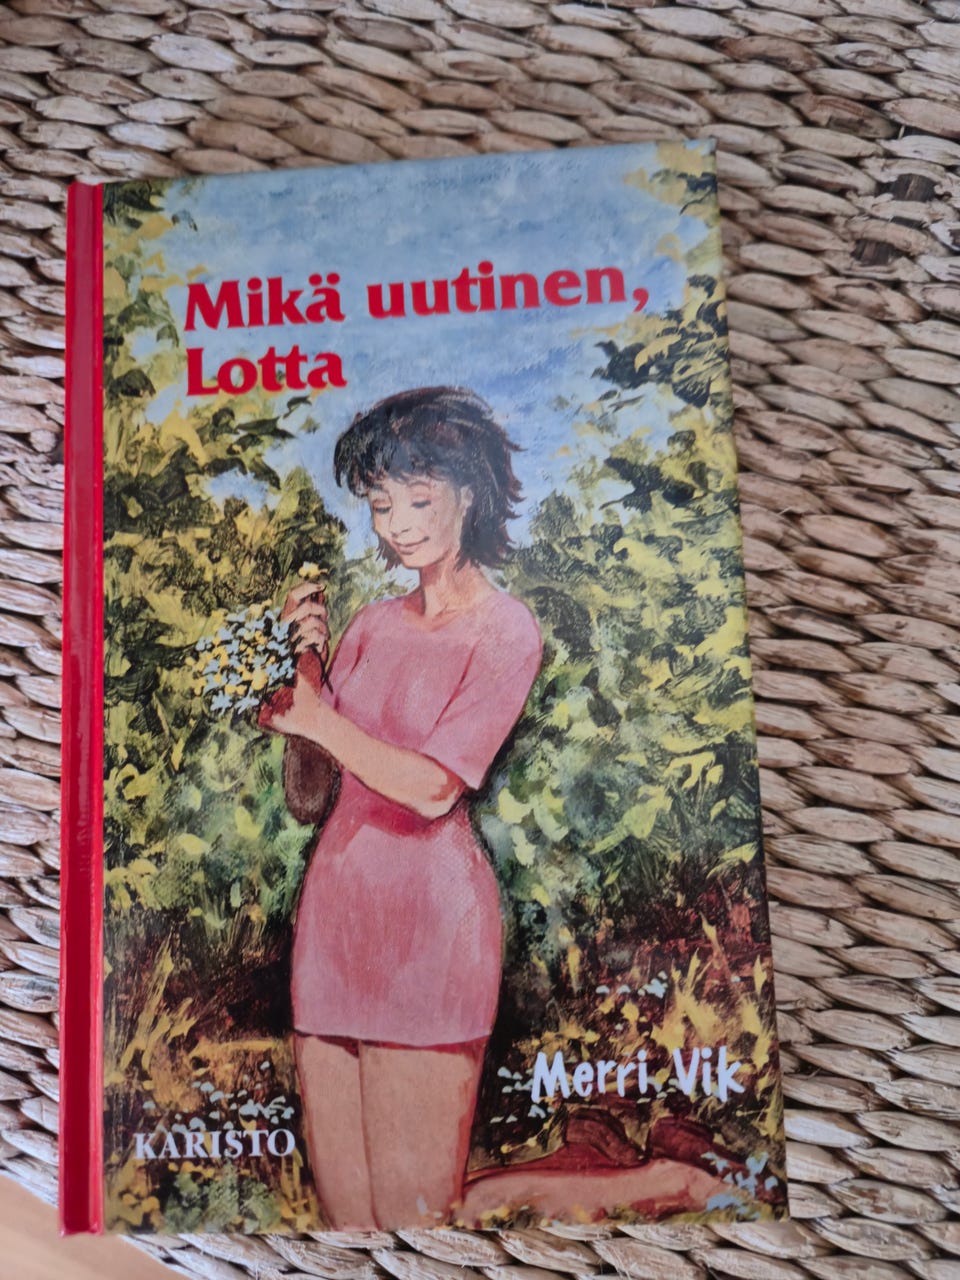 Mikä uutinen,
Lotta
Merri Vik
KARISTO